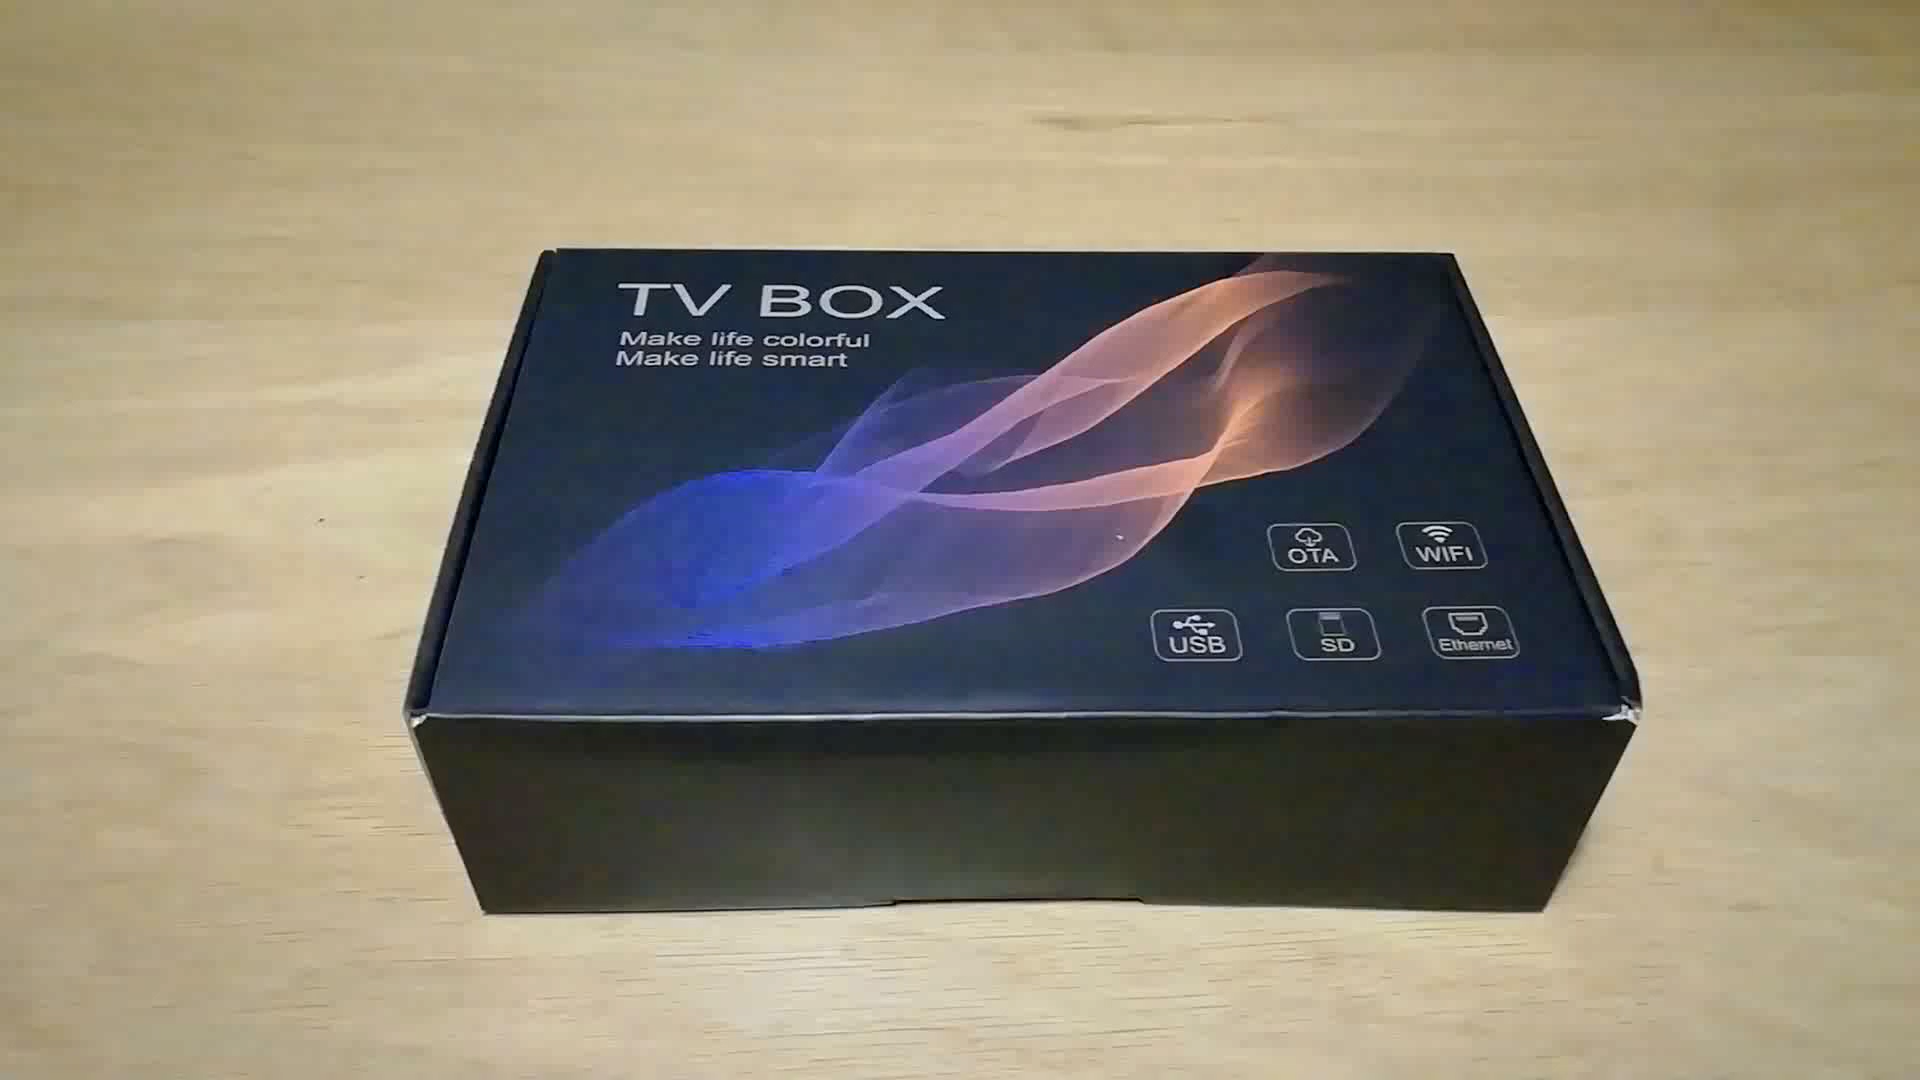 TV BOX
Make life colorful
Make life smart
OTA
WIFI
USB
SD
Ethernet